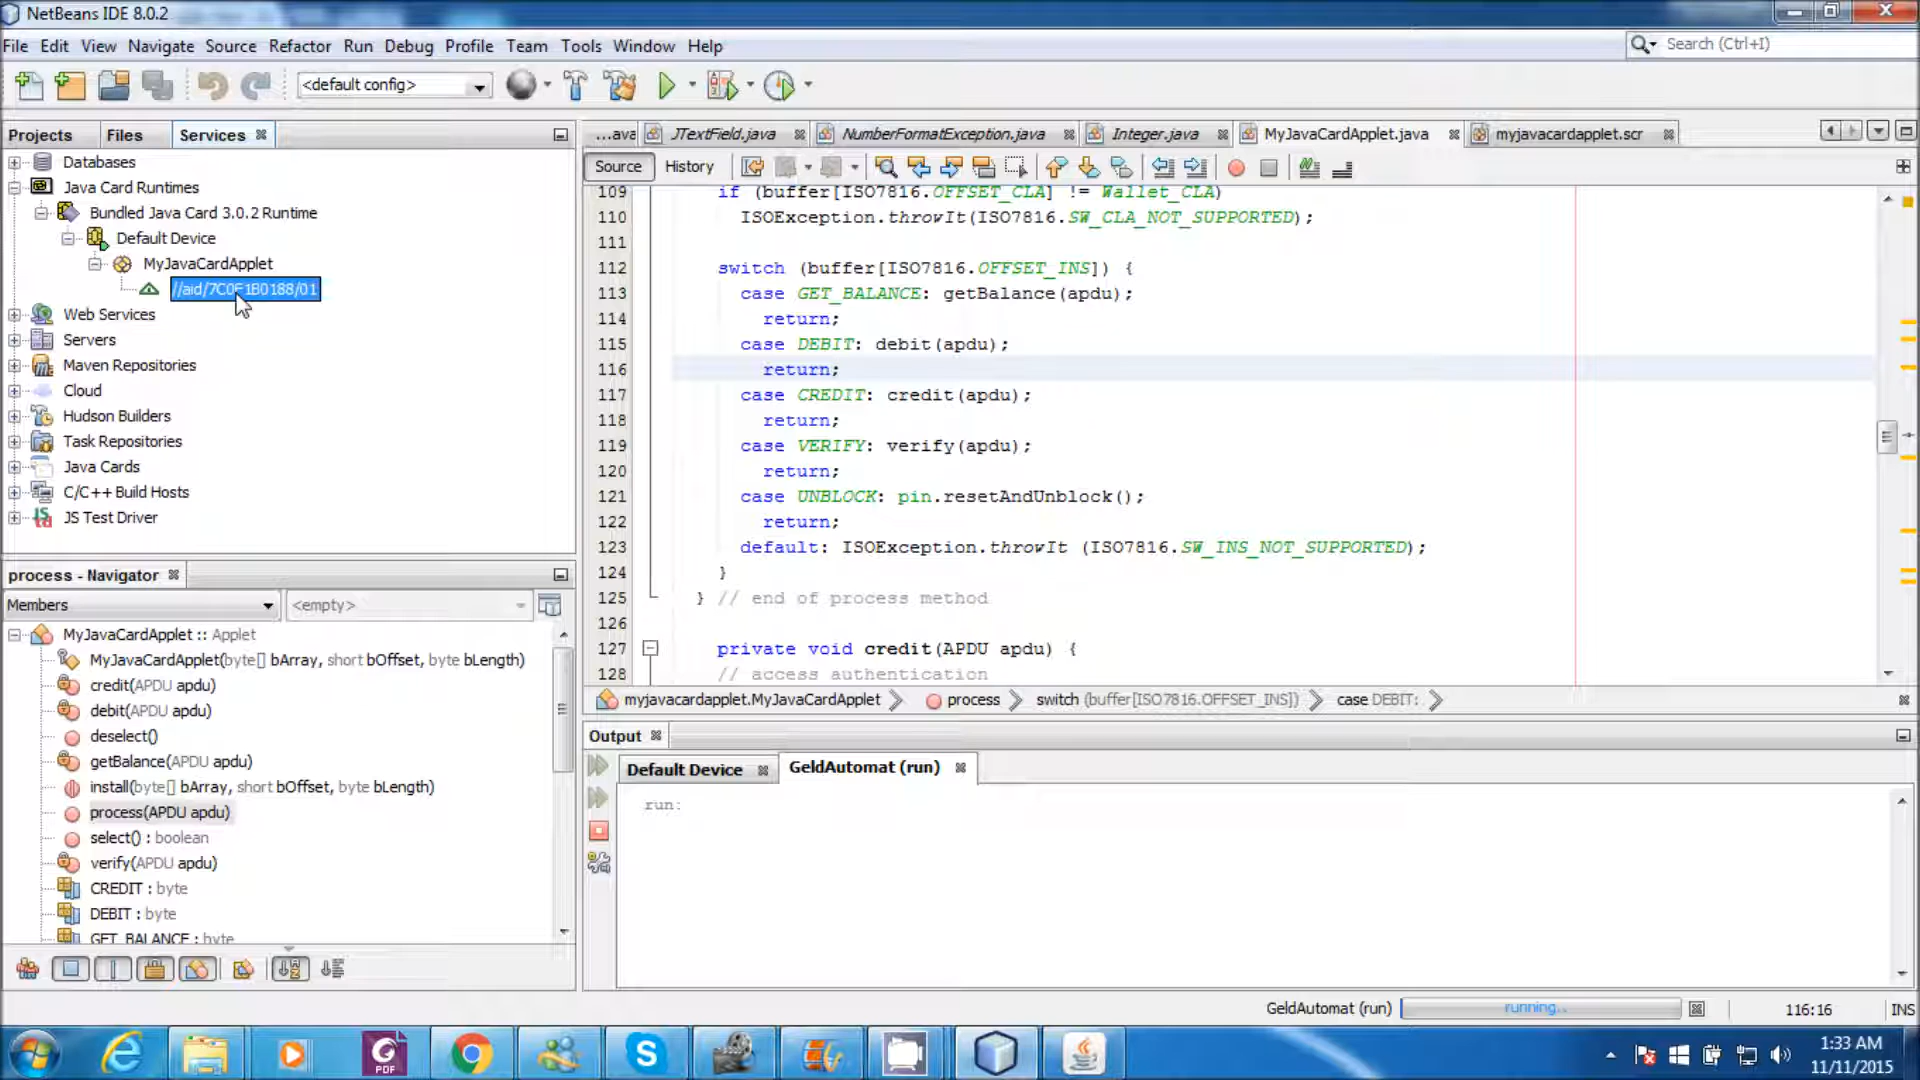 NetBeans IDE 8.0.2
File Edit View Navigate Source Refactor Run Debug Profile Team Tools Window Help
Search (Ctrl+I)
<default config>
Projects Files Services
...ava JTextField.java NumberFormatException.java Integer.java MyJavaCardApplet.java myjavacardapplet.scr
Source History
Databases
Java Card Runtimes
Bundled Java Card 3.0.2 Runtime
Default Device
MyJavaCardApplet
//aid/7C0E1B0188/01
Web Services
Servers
Maven Repositories
Cloud
Hudson Builders
Task Repositories
Java Cards
C/C++ Build Hosts
JS Test Driver
109 if (buffer[ISO7816.OFFSET_CLA] != Wallet_CLA)
110 ISOException.throwIt(ISO7816.SW_CLA_NOT_SUPPORTED);
111
112 switch (buffer[ISO7816.OFFSET_INS]) {
113 case GET_BALANCE: getBalance(apdu);
114 return;
115 case DEBIT: debit(apdu);
116 return;
117 case CREDIT: credit(apdu);
118 return;
119 case VERIFY: verify(apdu);
120 return;
121 case UNBLOCK: pin.resetAndUnblock();
122 return;
123 default: ISOException.throwIt (ISO7816.SW_INS_NOT_SUPPORTED);
124 }
125 } // end of process method
126
127 private void credit(APDU apdu) {
128 // access authentication
myjavacardapplet.MyJavaCardApplet process switch (buffer[ISO7816.OFFSET_INS]) case DEBIT:
process - Navigator
Members <empty>
MyJavaCardApplet :: Applet
MyJavaCardApplet(byte[] bArray, short bOffset, byte bLength)
credit(APDU apdu)
debit(APDU apdu)
deselect()
getBalance(APDU apdu)
install(byte[] bArray, short bOffset, byte bLength)
process(APDU apdu)
select() : boolean
verify(APDU apdu)
CREDIT : byte
DEBIT : byte
GET_BALANCE : byte
Output
Default Device GeldAutomat (run)
run:
GeldAutomat (run) running... 116:16 INS
PDF
1:33 AM
11/11/2015